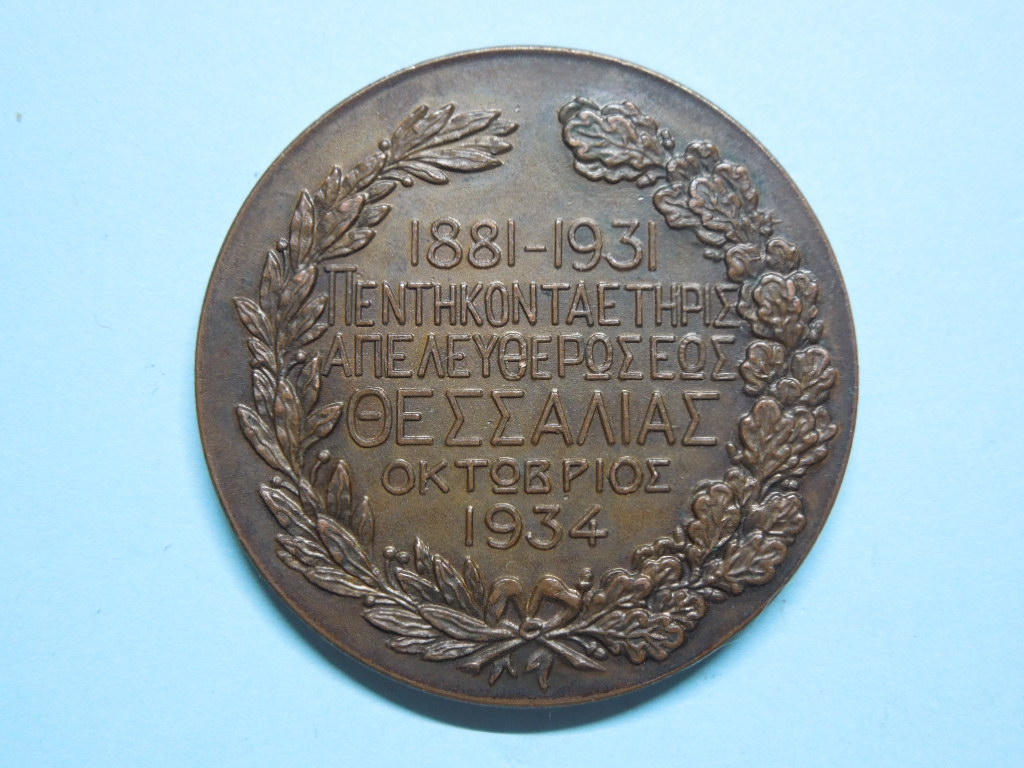 1881-1931
ΠΕΝΤΗΚΟΝΤΑΕΤΗΡΙΣ
ΑΠΕΛΕΥΘΕΡΩΣΕΩΣ
ΘΕΣΣΑΛΙΑΣ
ΟΚΤΩΒΡΙΟΣ
1934